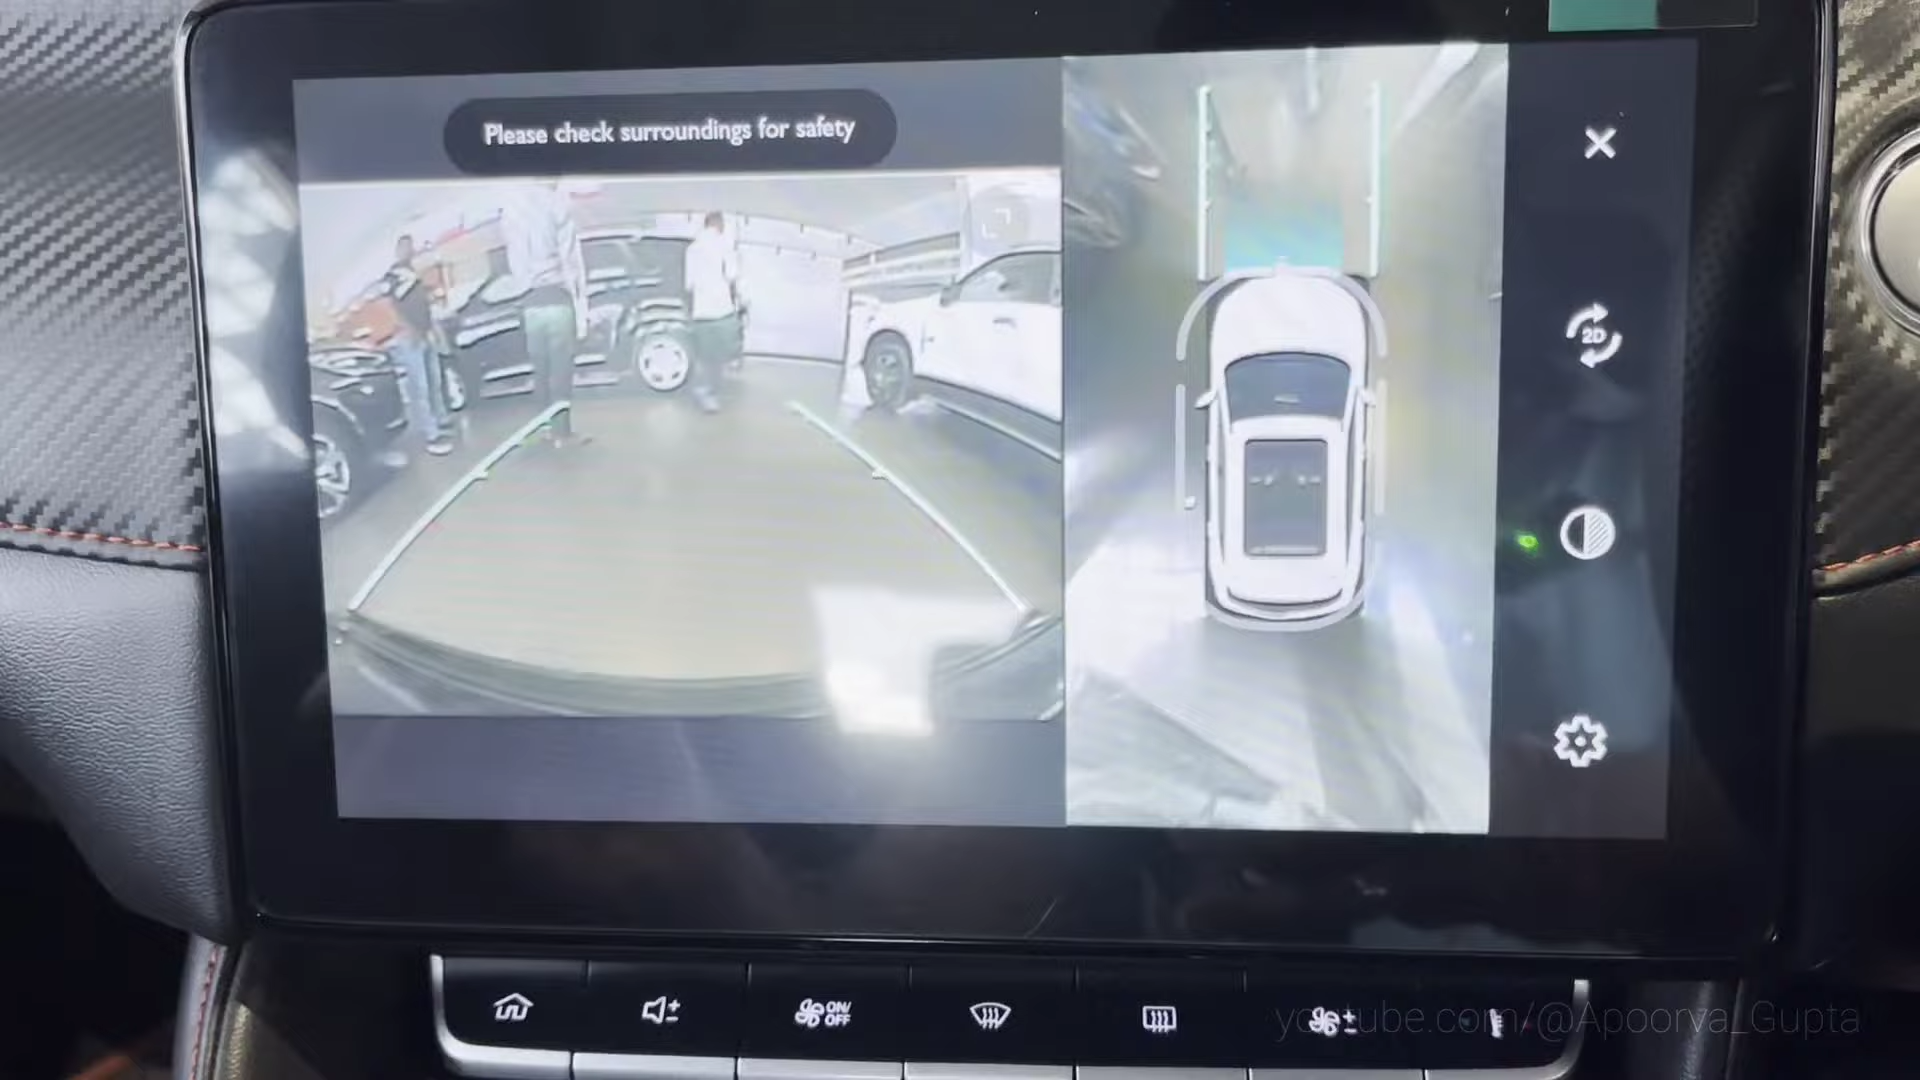 Please check surroundings for safety
2D
ON/
OFF
youtube.com/@Apoorva_Gupta